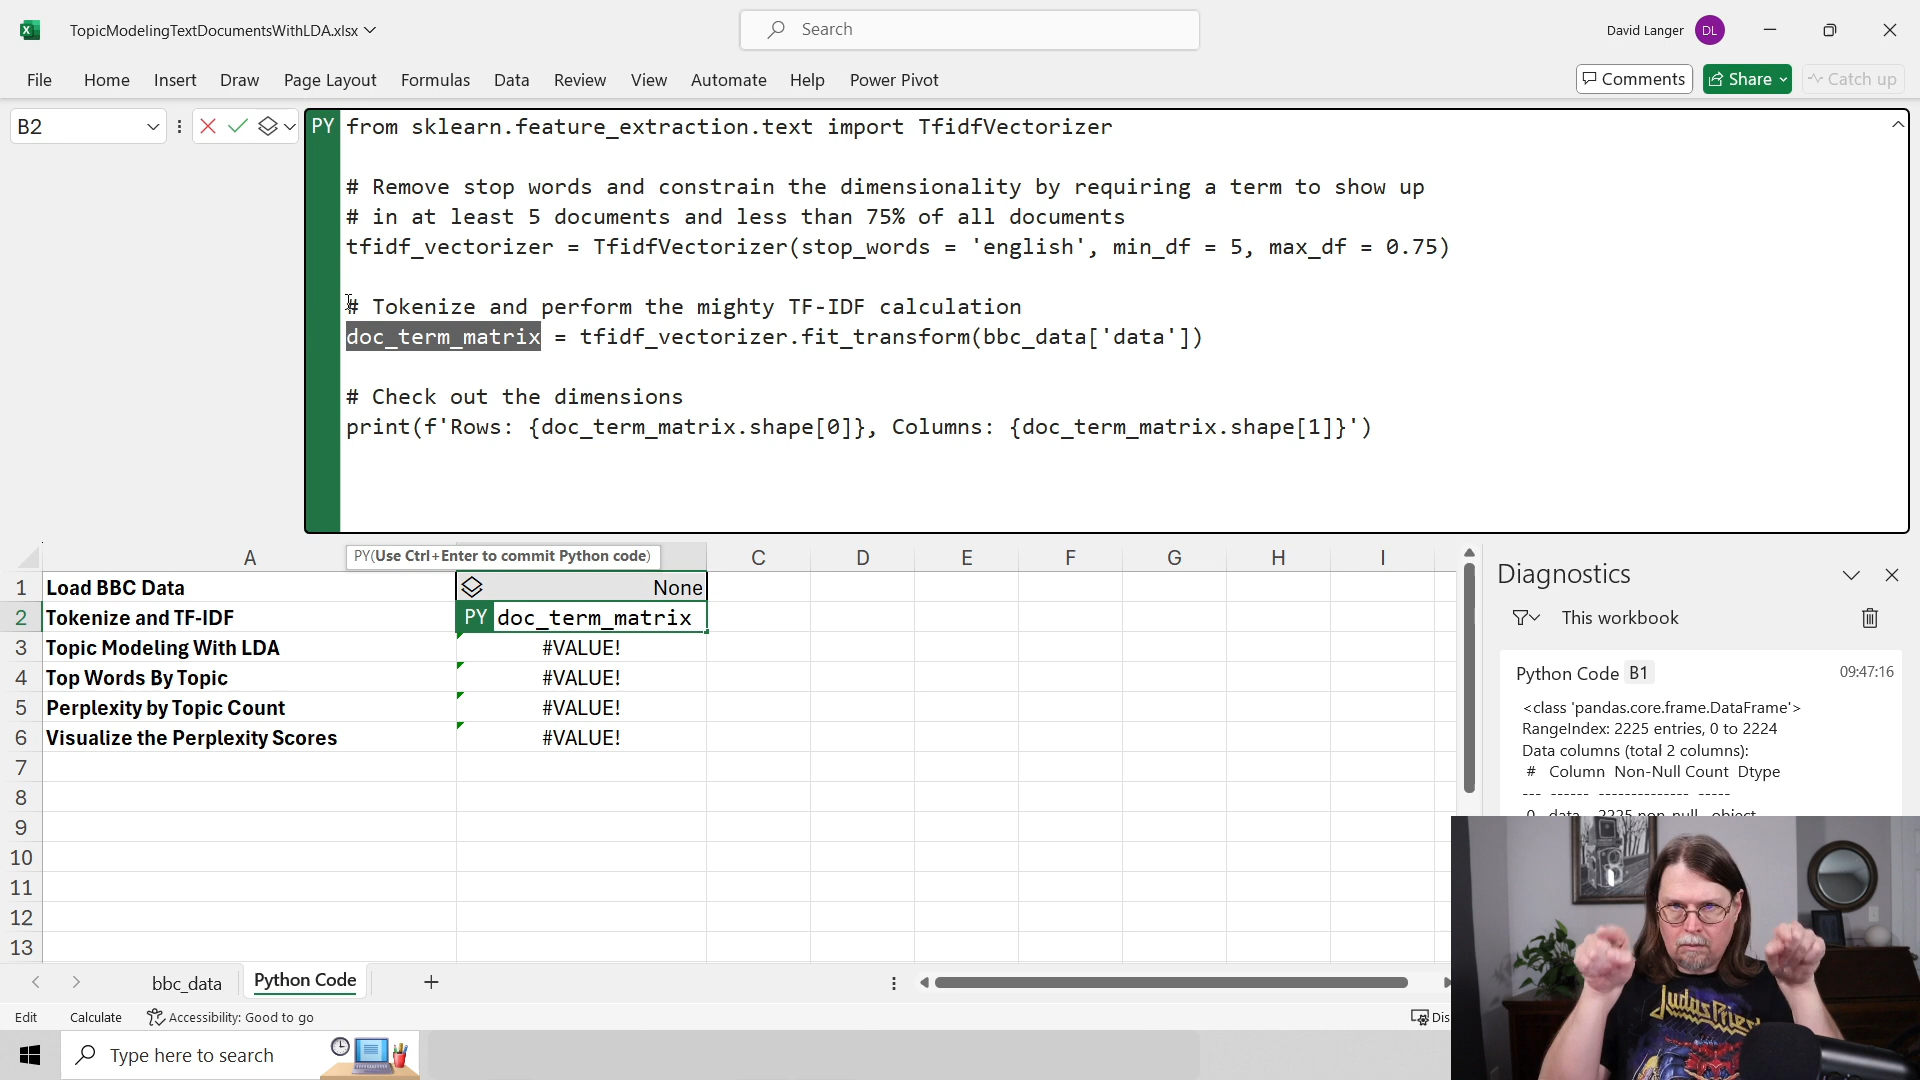 TopicModelingTextDocumentsWithLDA.xlsx
Search
David Langer
DL
File Home Insert Draw Page Layout Formulas Data Review View Automate Help Power Pivot
Comments
Share
Catch up
B2
PY
from sklearn.feature_extraction.text import TfidfVectorizer
# Remove stop words and constrain the dimensionality by requiring a term to show up
# in at least 5 documents and less than 75% of all documents
tfidf_vectorizer = TfidfVectorizer(stop_words = 'english', min_df = 5, max_df = 0.75)
# Tokenize and perform the mighty TF-IDF calculation
doc_term_matrix = tfidf_vectorizer.fit_transform(bbc_data['data'])
# Check out the dimensions
print(f'Rows: {doc_term_matrix.shape[0]}, Columns: {doc_term_matrix.shape[1]}')
PY(Use Ctrl+Enter to commit Python code)
A C D E F G H I
1 Load BBC Data None
2 Tokenize and TF-IDF PY doc_term_matrix
3 Topic Modeling With LDA #VALUE!
4 Top Words By Topic #VALUE!
5 Perplexity by Topic Count #VALUE!
6 Visualize the Perplexity Scores #VALUE!
7
8
9
10
11
12
13
Diagnostics
This workbook
Python Code B1 09:47:16
<class 'pandas.core.frame.DataFrame'>
RangeIndex: 2225 entries, 0 to 2224
Data columns (total 2 columns):
# Column Non-Null Count Dtype
--- ------ -------------- -----
0 data 2225 non-null object
bbc_data
Python Code
Edit
Calculate
Accessibility: Good to go
Dis
Type here to search
Judas Priest